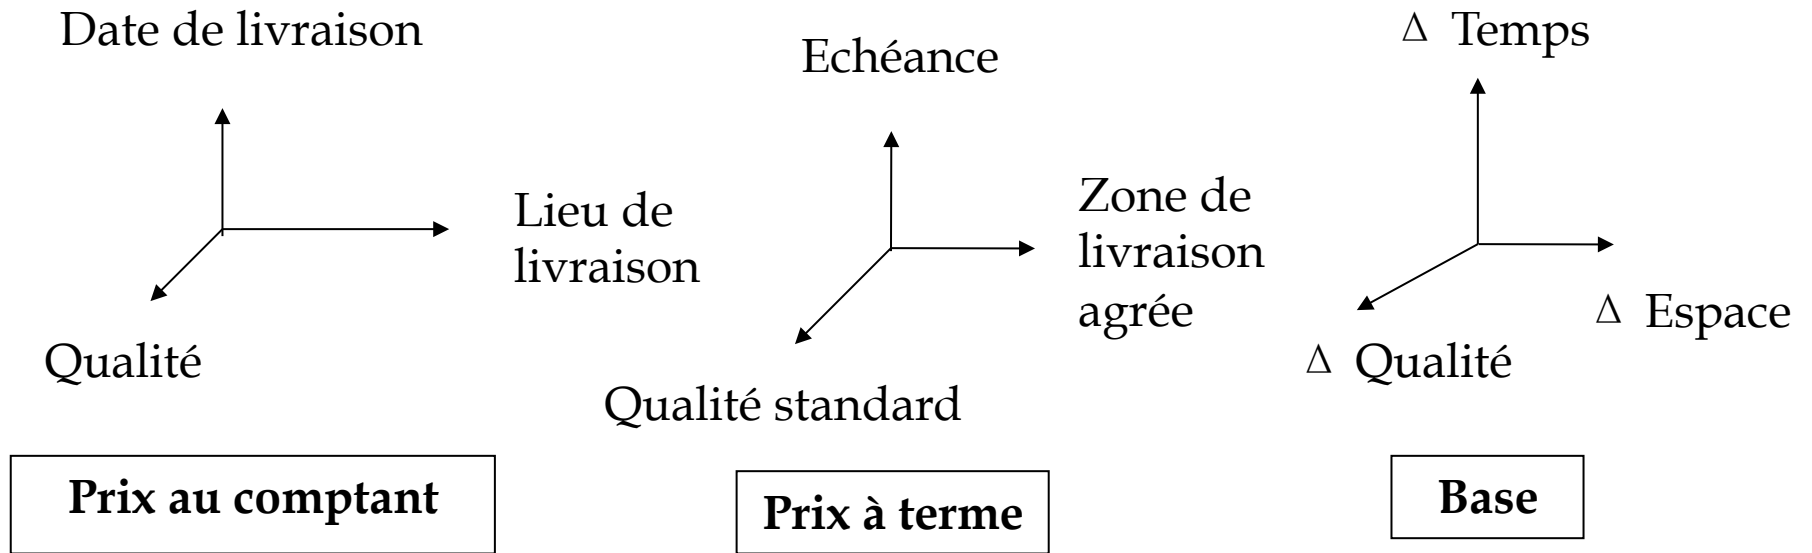 Date de livraison
Lieu de
livraison
Qualité
Prix au comptant
Echéance
Zone de
livraison
agrée
Qualité standard
Prix à terme
Δ Temps
Δ Espace
Δ Qualité
Base